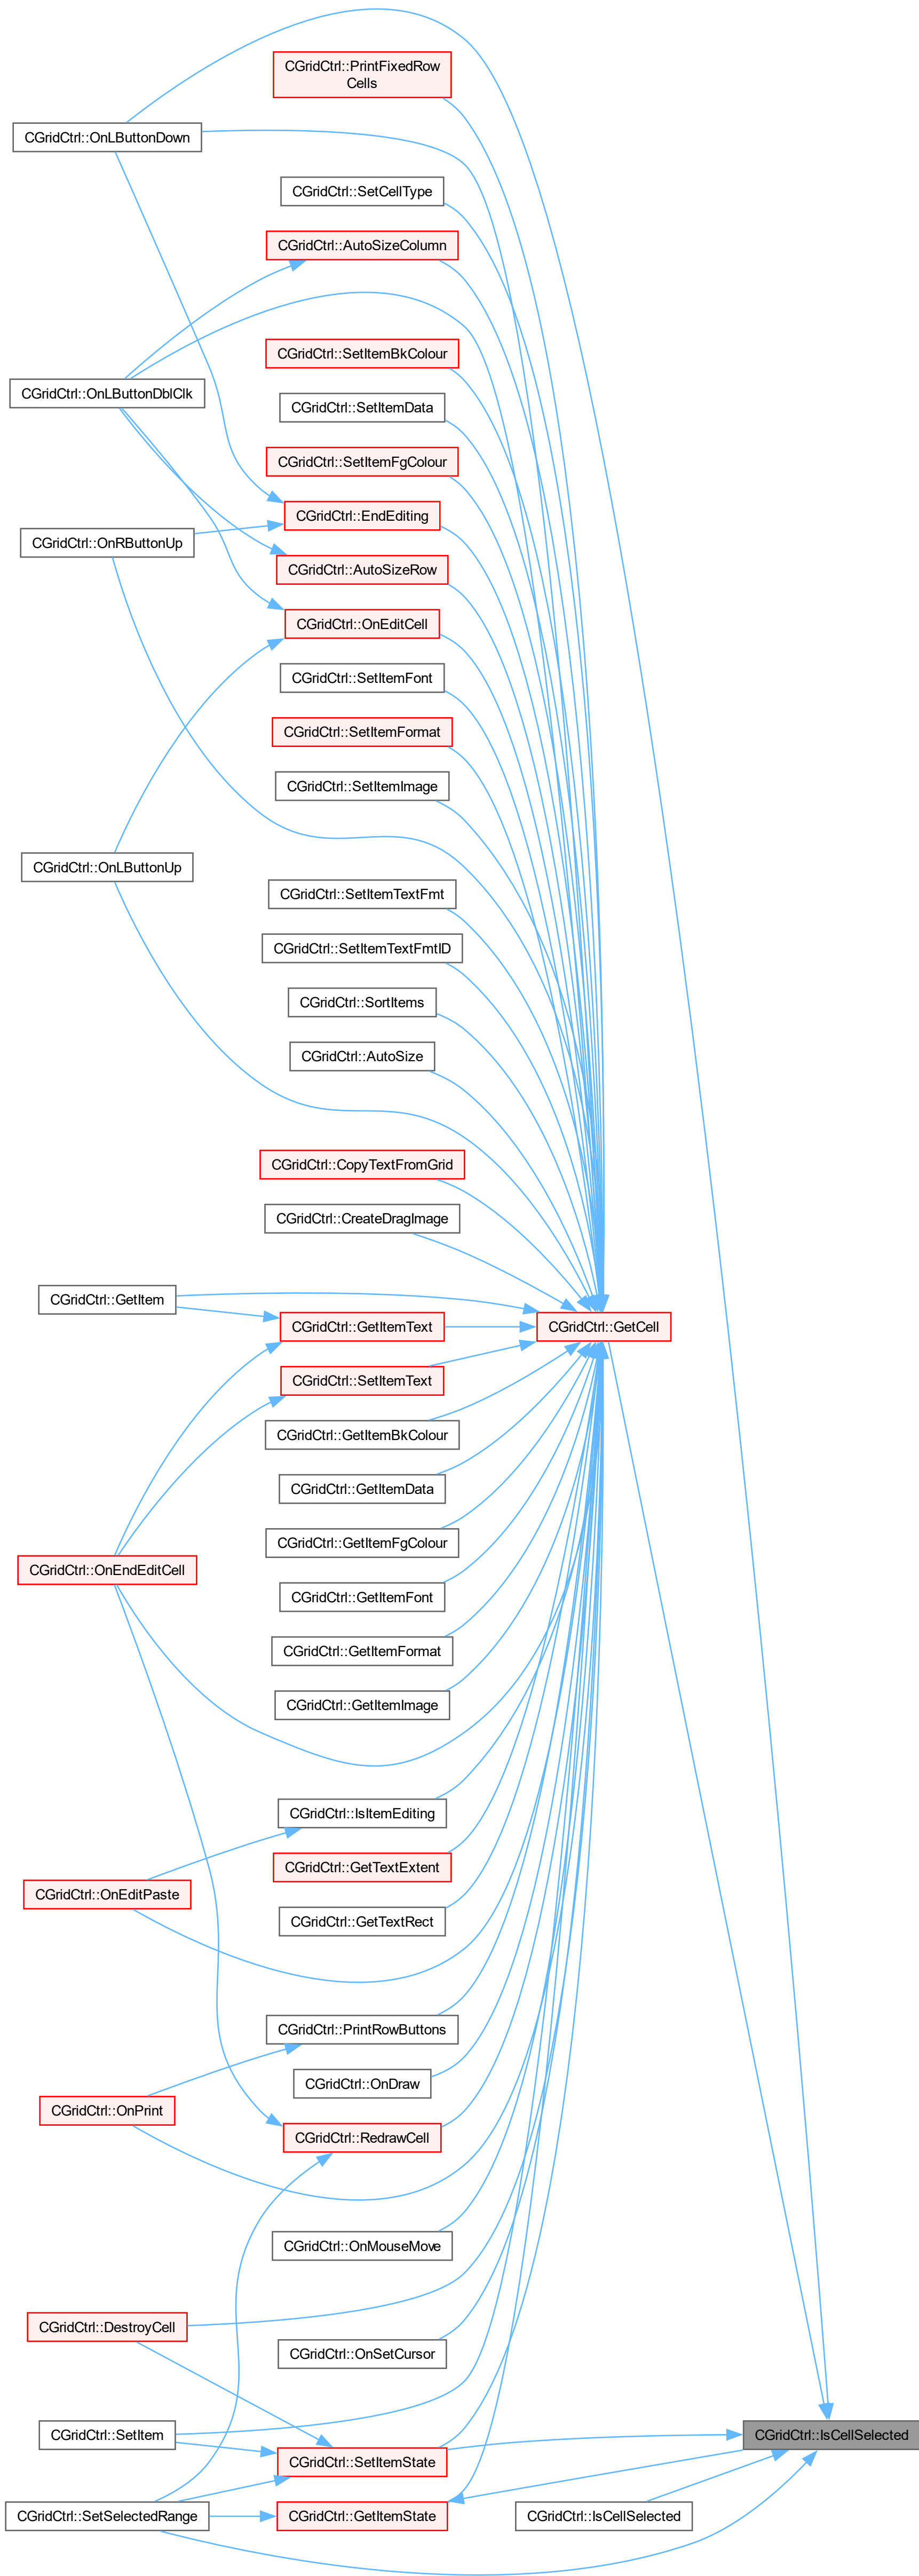 CGridCtrl::PrintFixedRow
Cells
CGridCtrl::OnLButtonDown
CGridCtrl::SetCellType
CGridCtrl::AutoSizeColumn
CGridCtrl::SetItemBkColour
CGridCtrl::OnLButtonDblClk
CGridCtrl::SetItemData
CGridCtrl::SetItemFgColour
CGridCtrl::EndEditing
CGridCtrl::OnRButtonUp
CGridCtrl::AutoSizeRow
CGridCtrl::OnEditCell
CGridCtrl::SetItemFont
CGridCtrl::SetItemFormat
CGridCtrl::SetItemImage
CGridCtrl::OnLButtonUp
CGridCtrl::SetItemTextFmt
CGridCtrl::SetItemTextFmtID
CGridCtrl::SortItems
CGridCtrl::AutoSize
CGridCtrl::CopyTextFromGrid
CGridCtrl::CreateDragImage
CGridCtrl::GetItem
CGridCtrl::GetItemText
CGridCtrl::GetCell
CGridCtrl::SetItemText
CGridCtrl::GetItemBkColour
CGridCtrl::GetItemData
CGridCtrl::GetItemFgColour
CGridCtrl::OnEndEditCell
CGridCtrl::GetItemFont
CGridCtrl::GetItemFormat
CGridCtrl::GetItemImage
CGridCtrl::IsItemEditing
CGridCtrl::GetTextExtent
CGridCtrl::OnEditPaste
CGridCtrl::GetTextRect
CGridCtrl::PrintRowButtons
CGridCtrl::OnDraw
CGridCtrl::OnPrint
CGridCtrl::RedrawCell
CGridCtrl::OnMouseMove
CGridCtrl::DestroyCell
CGridCtrl::OnSetCursor
CGridCtrl::SetItem
CGridCtrl::IsCellSelected
CGridCtrl::SetItemState
CGridCtrl::SetSelectedRange
CGridCtrl::GetItemState
CGridCtrl::IsCellSelected